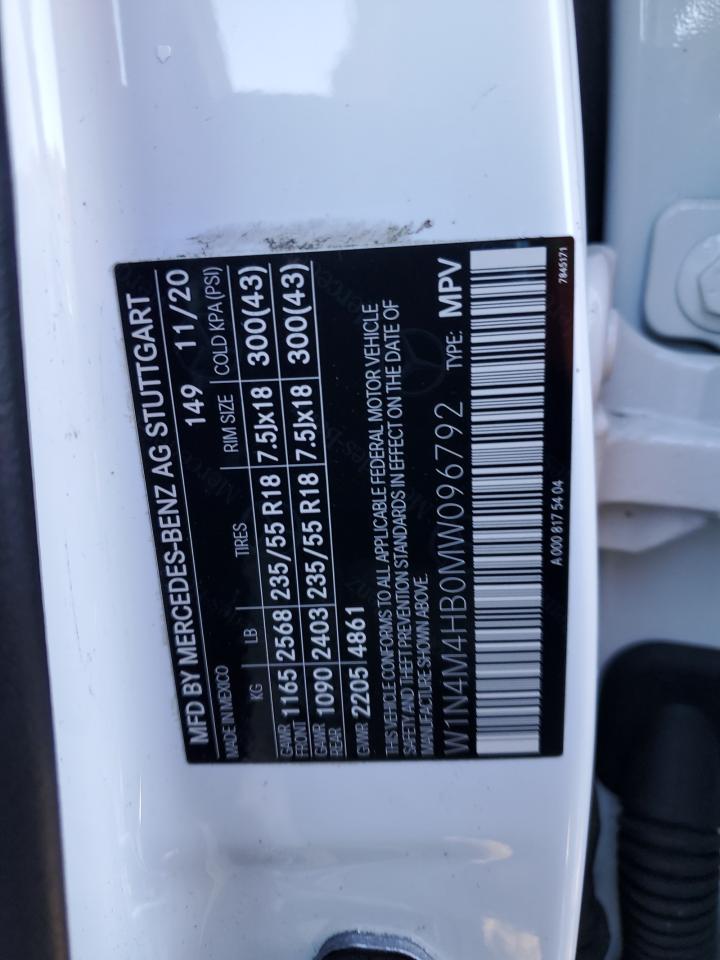 MFD BY MERCEDES-BENZ AG STUTTGART
MADE IN MEXICO 149 11/20
KG LB TIRES RIM SIZE COLD KPA (PSI)
GAWR FRONT 1165 2568 235/55 R18 7.5Jx18 300(43)
GAWR REAR 1090 2403 235/55 R18 7.5Jx18 300(43)
GVWR 2205 4861
THIS VEHICLE CONFORMS TO ALL APPLICABLE FEDERAL MOTOR VEHICLE
SAFETY AND THEFT PREVENTION STANDARDS IN EFFECT ON THE DATE OF
MANUFACTURE SHOWN ABOVE.
W1N4M4HB0MW096792 TYPE: MPV
A 000 817 54 04 7845171